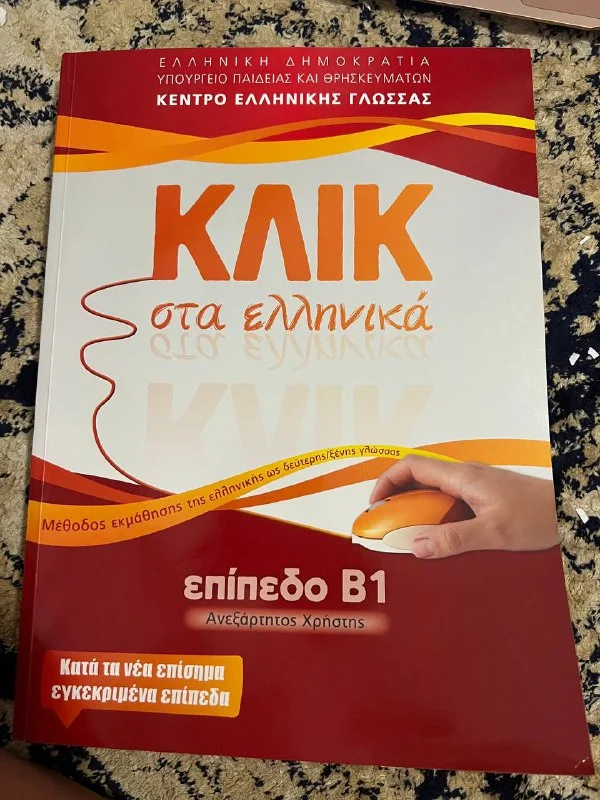 ΕΛΛΗΝΙΚΗ ΔΗΜΟΚΡΑΤΙΑ
ΥΠΟΥΡΓΕΙΟ ΠΑΙΔΕΙΑΣ ΚΑΙ ΘΡΗΣΚΕΥΜΑΤΩΝ
ΚΕΝΤΡΟ ΕΛΛΗΝΙΚΗΣ ΓΛΩΣΣΑΣ
ΚΛΙΚ
στα ελληνικά
Μέθοδος εκμάθησης της ελληνικής ως δεύτερης/ξένης γλώσσας
επίπεδο Β1
Ανεξάρτητος Χρήστης
Κατά τα νέα επίσημα
εγκεκριμένα επίπεδα